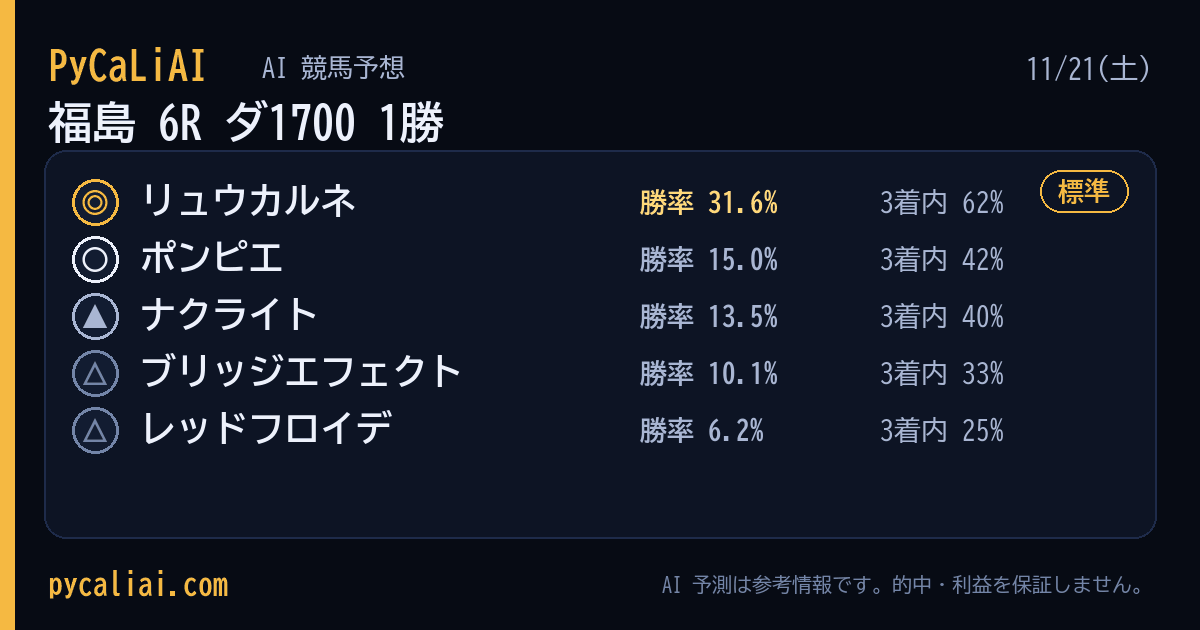 PyCaLiAI AI 競馬予想 11/21(土)
福島 6R ダ1700 1勝
◎ リュウカルネ 勝率 31.6% 3着内 62% 標準
○ ポンピエ 勝率 15.0% 3着内 42%
▲ ナクライト 勝率 13.5% 3着内 40%
△ ブリッジエフェクト 勝率 10.1% 3着内 33%
△ レッドフロイデ 勝率 6.2% 3着内 25%
pycaliai.com AI 予測は参考情報です。的中・利益を保証しません。